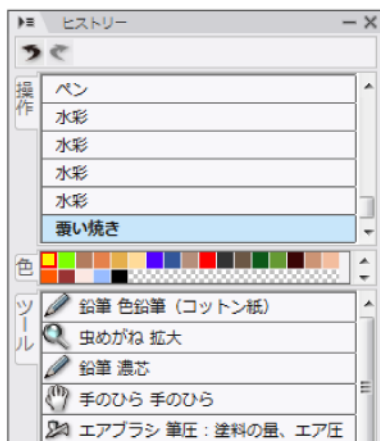 ヒストリー
操作
ペン
水彩
水彩
水彩
水彩
覆い焼き
色
ツール
鉛筆 色鉛筆（コットン紙）
虫めがね 拡大
鉛筆 濃芯
手のひら 手のひら
エアブラシ 筆圧：塗料の量、エア圧